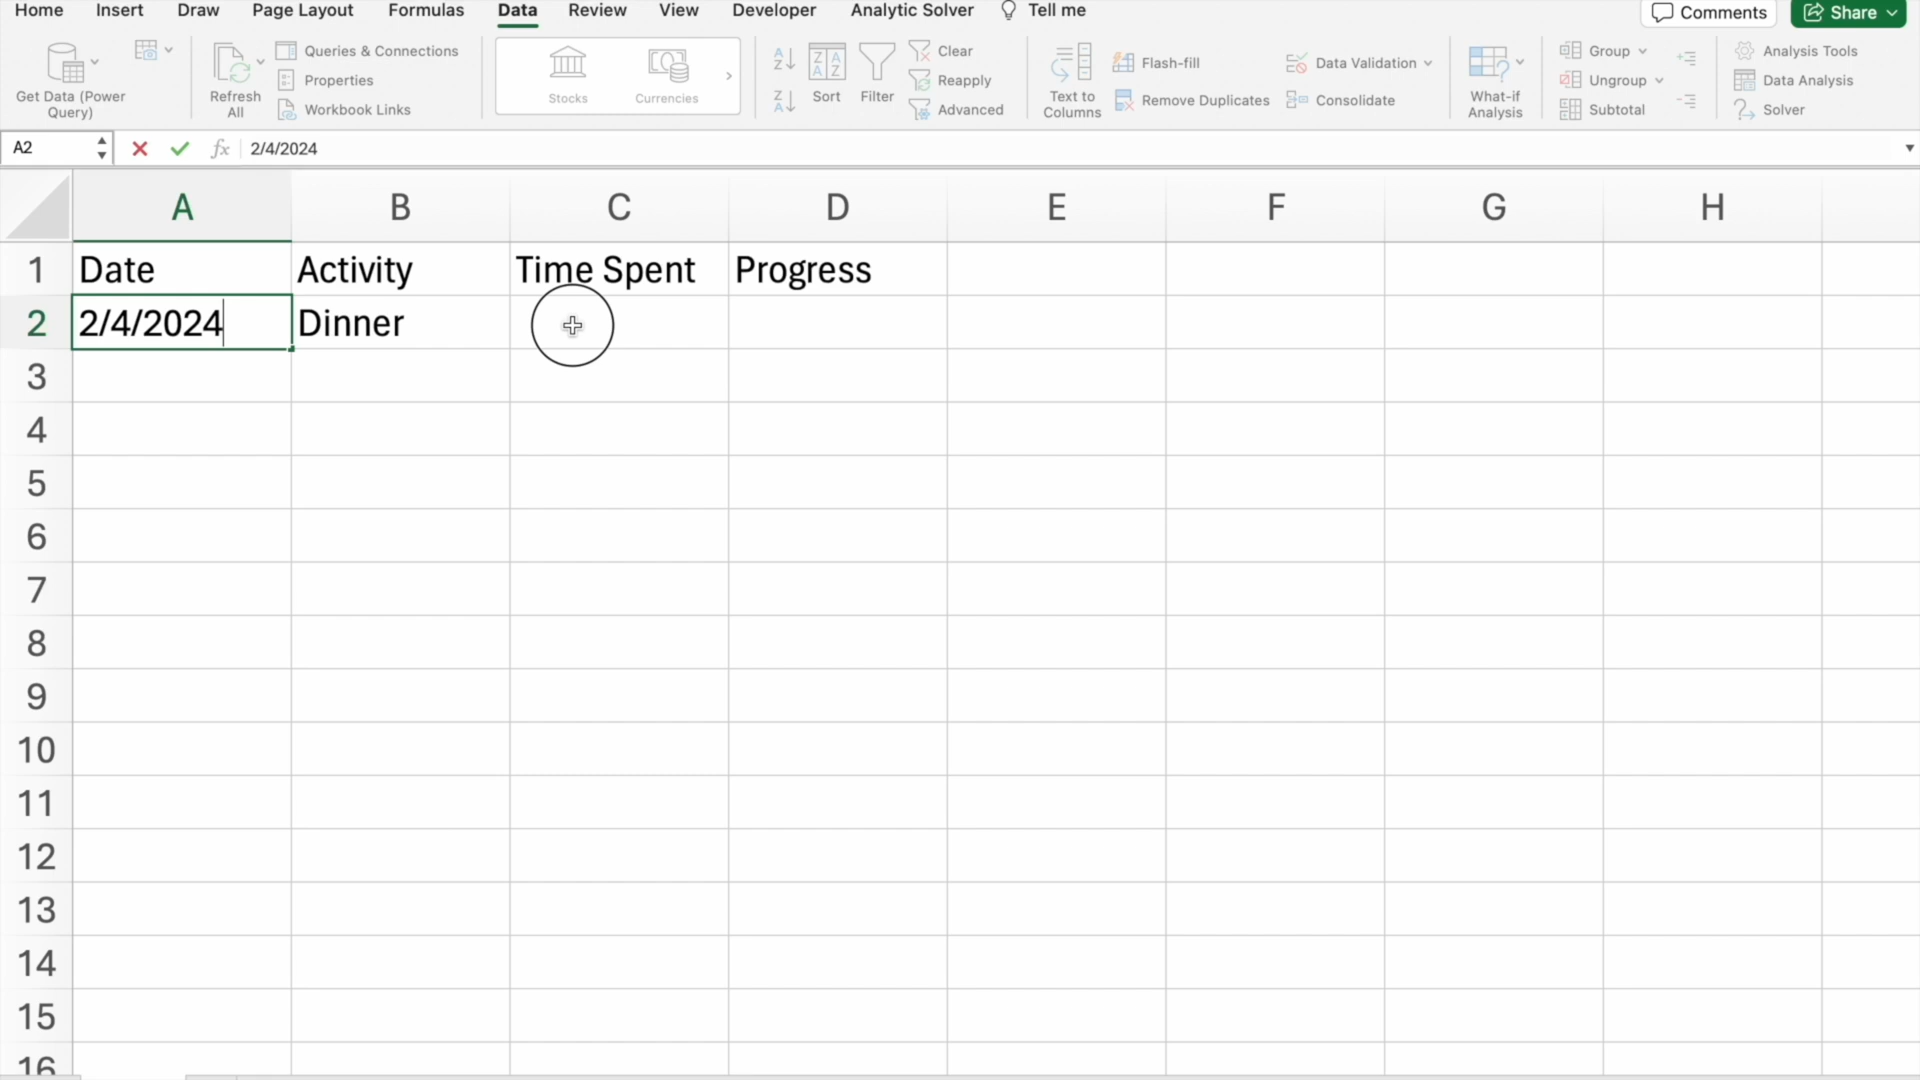 Home Insert Draw Page Layout Formulas Data Review View Developer Analytic Solver Tell me Comments Share
Get Data (Power Query)
Refresh All
Queries & Connections
Properties
Workbook Links
Stocks
Currencies
Sort
Filter
Clear
Reapply
Advanced
Text to Columns
Flash-fill
Remove Duplicates
Data Validation
Consolidate
What-if Analysis
Group
Ungroup
Subtotal
Analysis Tools
Data Analysis
Solver
A2 fx 2/4/2024
A B C D E F G H
1 Date Activity Time Spent Progress
2 2/4/2024 Dinner
3
4
5
6
7
8
9
10
11
12
13
14
15
16